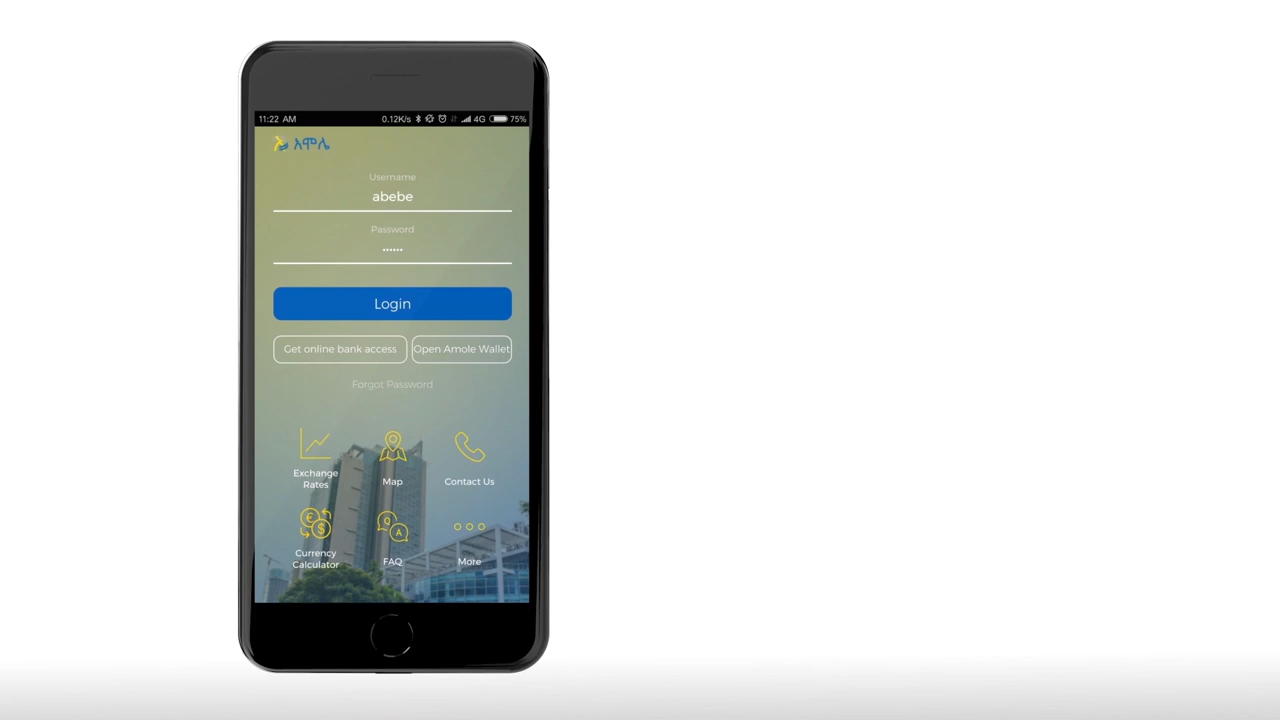 11:22 AM 0.12K/s 4G 75%
አሞሌ
Username
abebe
Password
••••••
Login
Get online bank access Open Amole Wallet
Forgot Password
Exchange
Rates
Map
Contact Us
Currency
Calculator
FAQ
More